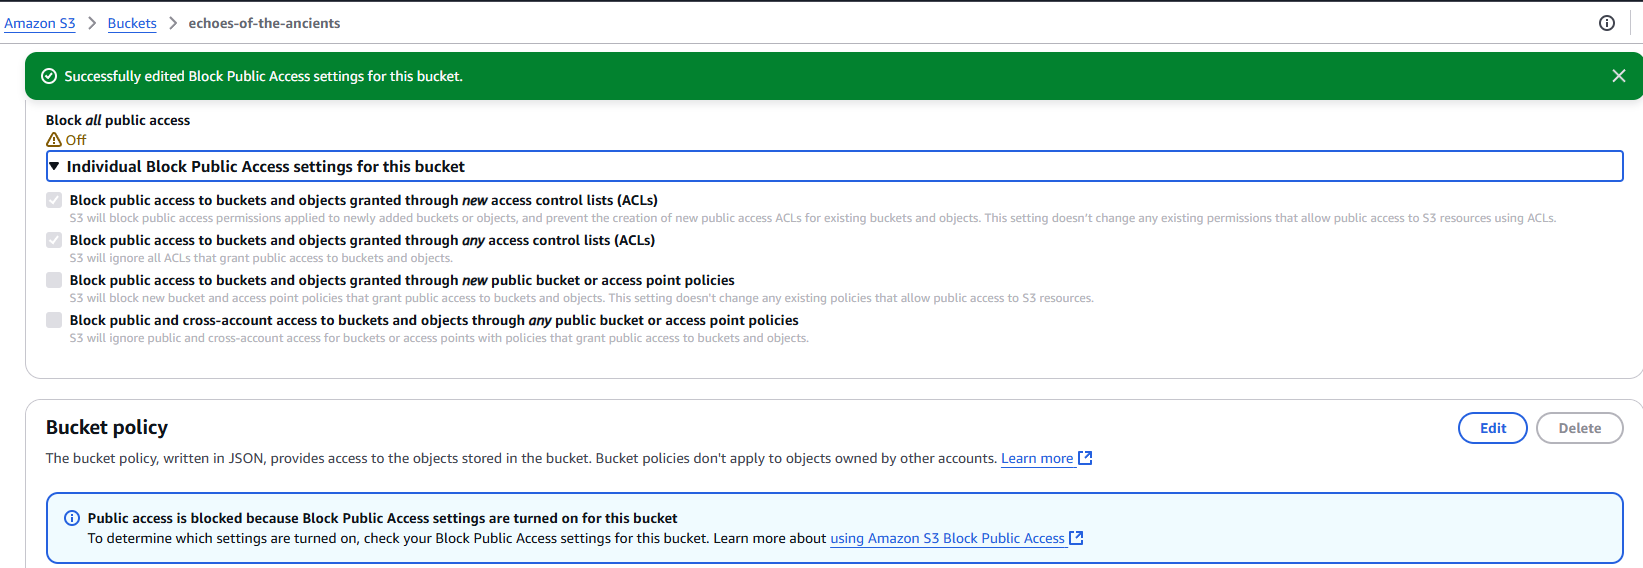 Amazon S3 > Buckets > echoes-of-the-ancients
Successfully edited Block Public Access settings for this bucket.
Block all public access
Off
Individual Block Public Access settings for this bucket
Block public access to buckets and objects granted through new access control lists (ACLs)
S3 will block public access permissions applied to newly added buckets or objects, and prevent the creation of new public access ACLs for existing buckets and objects. This setting doesn't change any existing permissions that allow public access to S3 resources using ACLs.
Block public access to buckets and objects granted through any access control lists (ACLs)
S3 will ignore all ACLs that grant public access to buckets and objects.
Block public access to buckets and objects granted through new public bucket or access point policies
S3 will block new bucket and access point policies that grant public access to buckets and objects. This setting doesn't change any existing policies that allow public access to S3 resources.
Block public and cross-account access to buckets and objects through any public bucket or access point policies
S3 will ignore public and cross-account access for buckets or access points with policies that grant public access to buckets and objects.
Bucket policy
Edit
Delete
The bucket policy, written in JSON, provides access to the objects stored in the bucket. Bucket policies don't apply to objects owned by other accounts. Learn more
Public access is blocked because Block Public Access settings are turned on for this bucket
To determine which settings are turned on, check your Block Public Access settings for this bucket. Learn more about using Amazon S3 Block Public Access